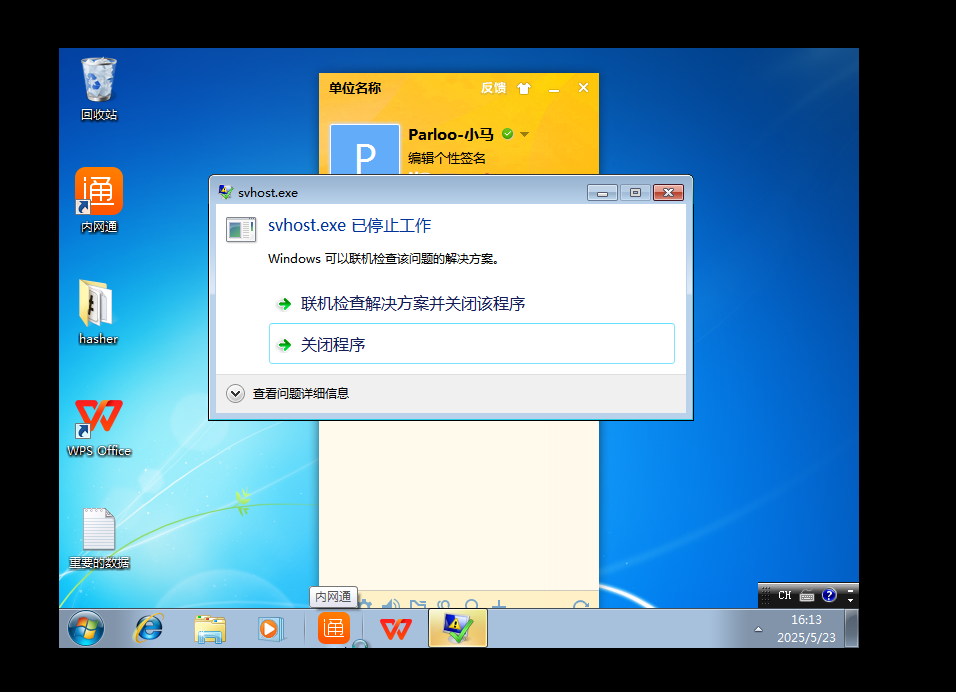 回收站
内网通
hasher
WPS Office
重要的数据
单位名称
反馈
P
Parloo-小马
编辑个性签名
svhost.exe
svhost.exe 已停止工作
Windows 可以联机检查该问题的解决方案。
联机检查解决方案并关闭该程序
关闭程序
查看问题详细信息
内网通
通
CH
16:13
2025/5/23